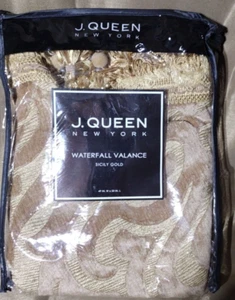 J. QUEEN
NEW YORK
J. QUEEN
NEW YORK
WATERFALL VALANCE
SICILY GOLD